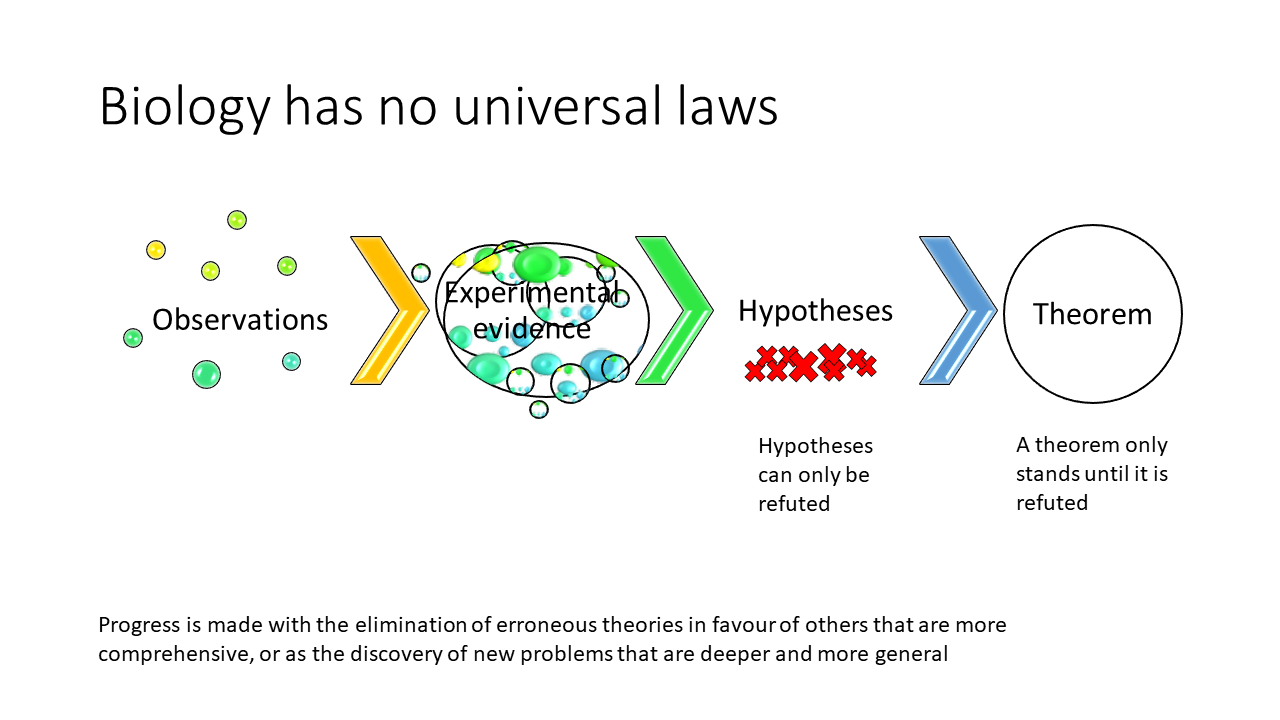 Biology has no universal laws
Observations
Experimental
evidence
Hypotheses
Theorem
Hypotheses
can only be
refuted
A theorem only
stands until it is
refuted
Progress is made with the elimination of erroneous theories in favour of others that are more
comprehensive, or as the discovery of new problems that are deeper and more general